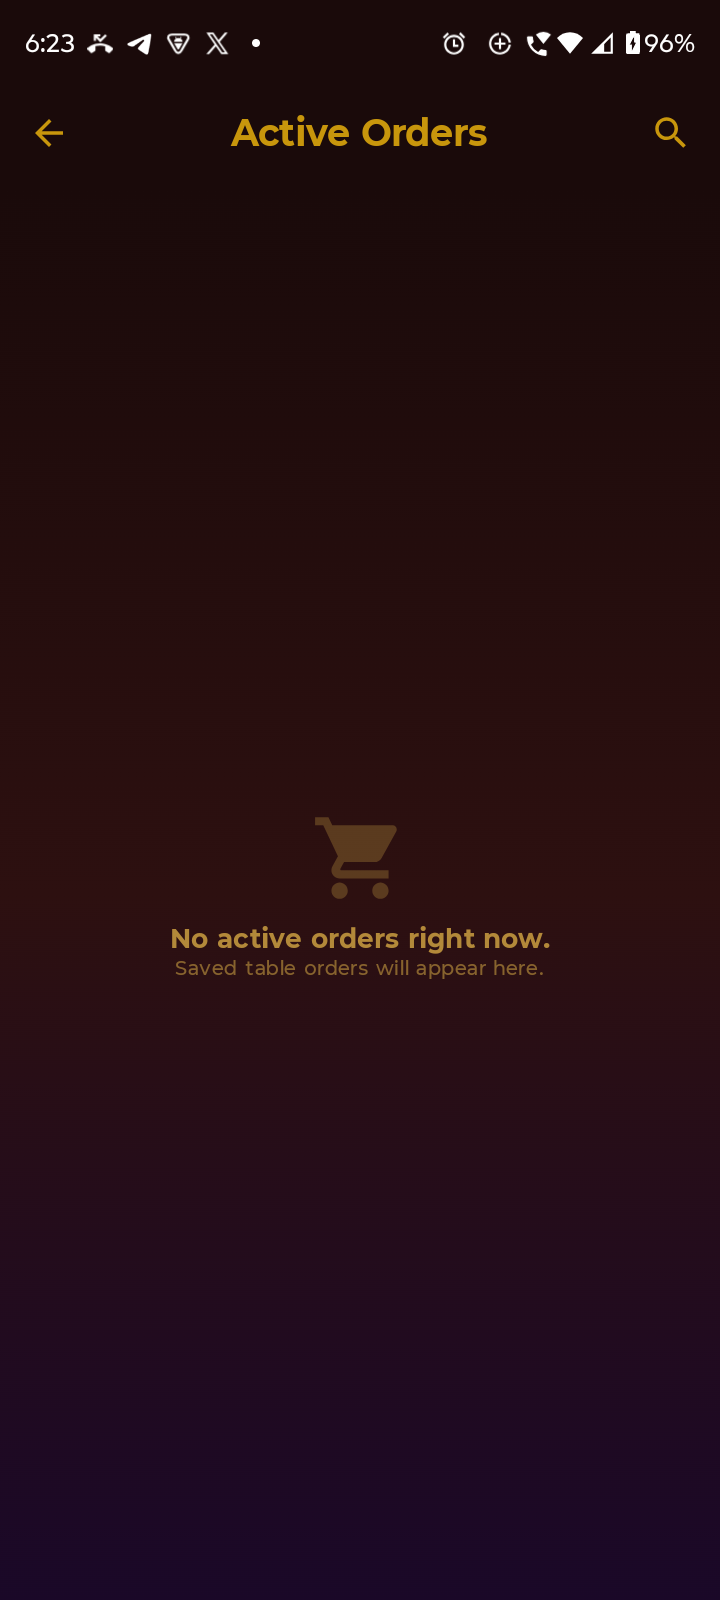 6:23 96%
Active Orders
No active orders right now.
Saved table orders will appear here.